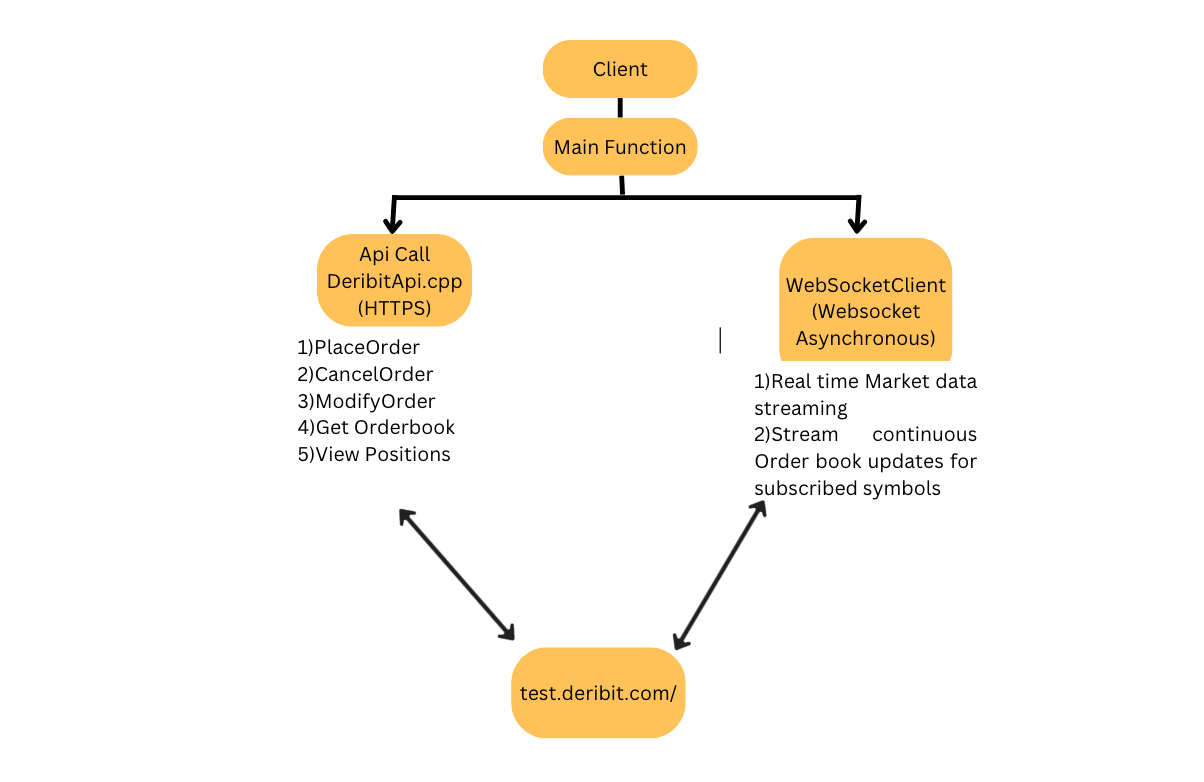 Client
Main Function
Api Call
DeribitApi.cpp
(HTTPS)
1)PlaceOrder
2)CancelOrder
3)ModifyOrder
4)Get Orderbook
5)View Positions
WebSocketClient
(Websocket
Asynchronous)
1)Real time Market data
streaming
2)Stream continuous
Order book updates for
subscribed symbols
test.deribit.com/